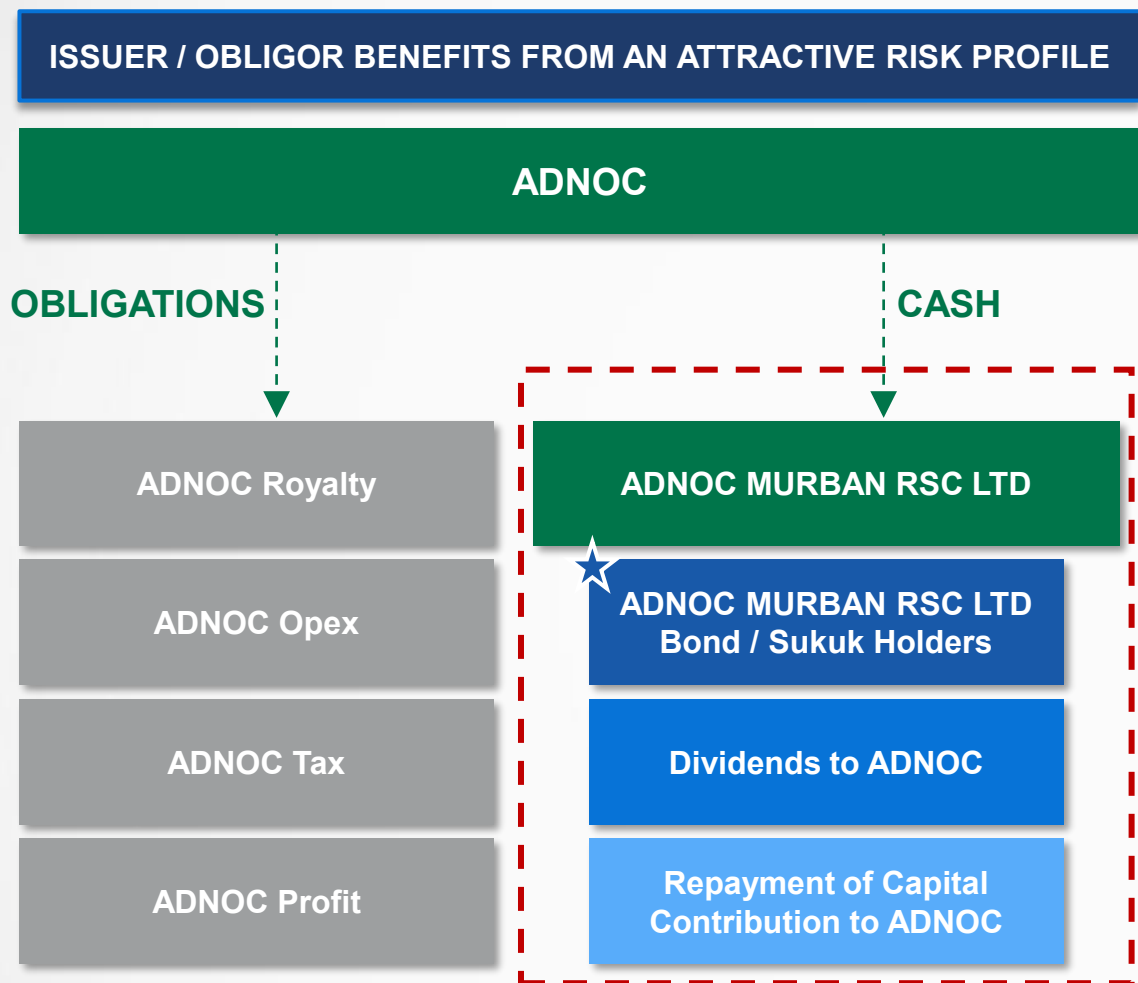 ISSUER / OBLIGOR BENEFITS FROM AN ATTRACTIVE RISK PROFILE
ADNOC
OBLIGATIONS
CASH
ADNOC Royalty
ADNOC Opex
ADNOC Tax
ADNOC Profit
ADNOC MURBAN RSC LTD
ADNOC MURBAN RSC LTD
Bond / Sukuk Holders
Dividends to ADNOC
Repayment of Capital
Contribution to ADNOC